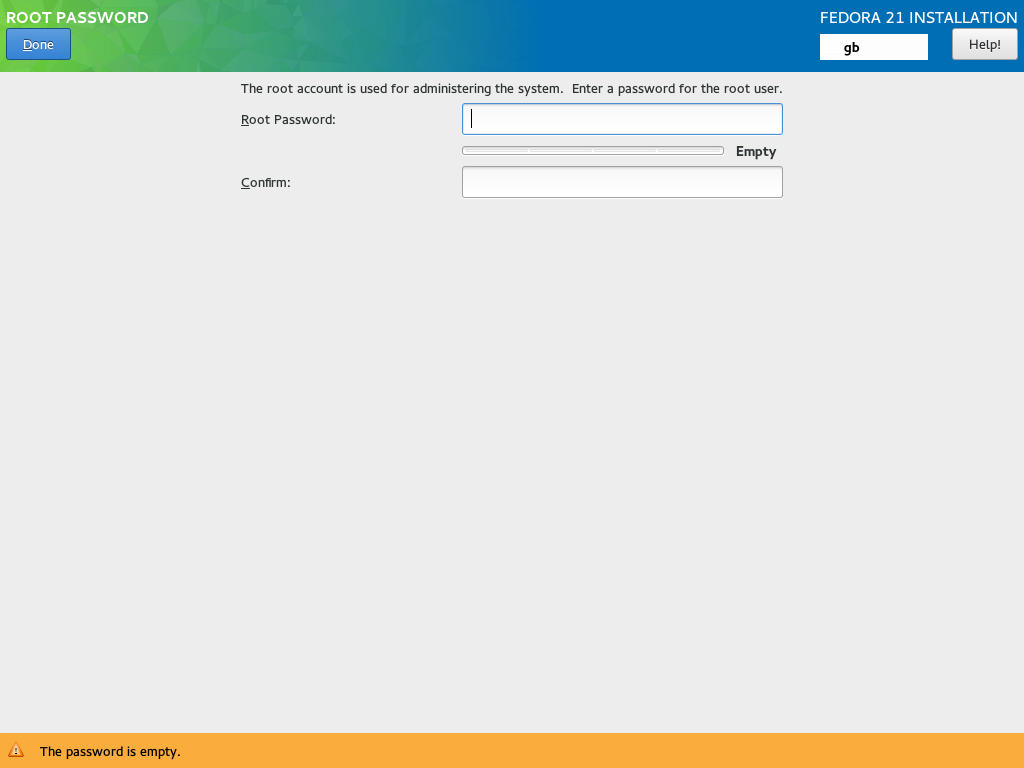 ROOT PASSWORD
FEDORA 21 INSTALLATION
Done
gb
Help!
The root account is used for administering the system.  Enter a password for the root user.
Root Password:
Empty
Confirm:
The password is empty.